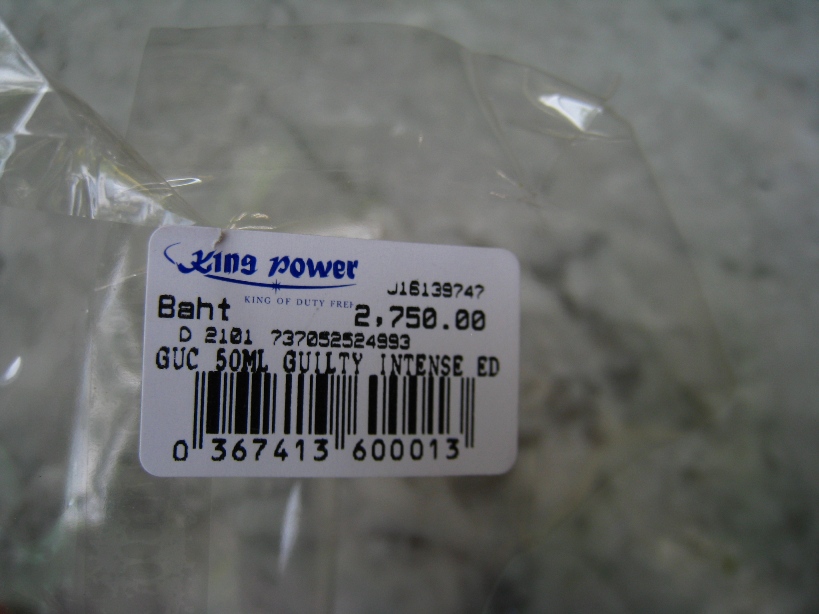 King Power
KING OF DUTY FREE
J16139747
Baht 2,750.00
D 2101 737052524993
GUC 50ML GUILTY INTENSE ED
0 367413 600013